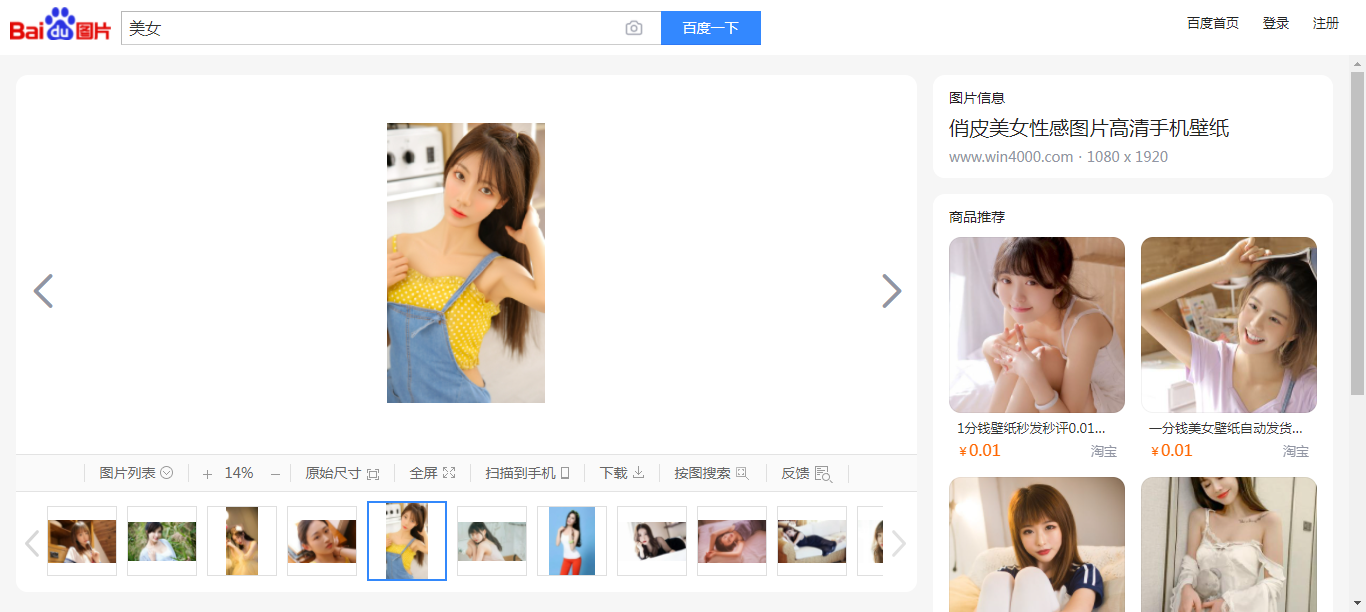 Bai du 图片
美女
百度一下
百度首页 登录 注册
图片信息
俏皮美女性感图片高清手机壁纸
www.win4000.com · 1080 x 1920
商品推荐
1分钱壁纸秒发秒评0.01...
¥0.01 淘宝
一分钱美女壁纸自动发货...
¥0.01 淘宝
图片列表 + 14% − 原始尺寸 全屏 扫描到手机 下载 按图搜索 反馈